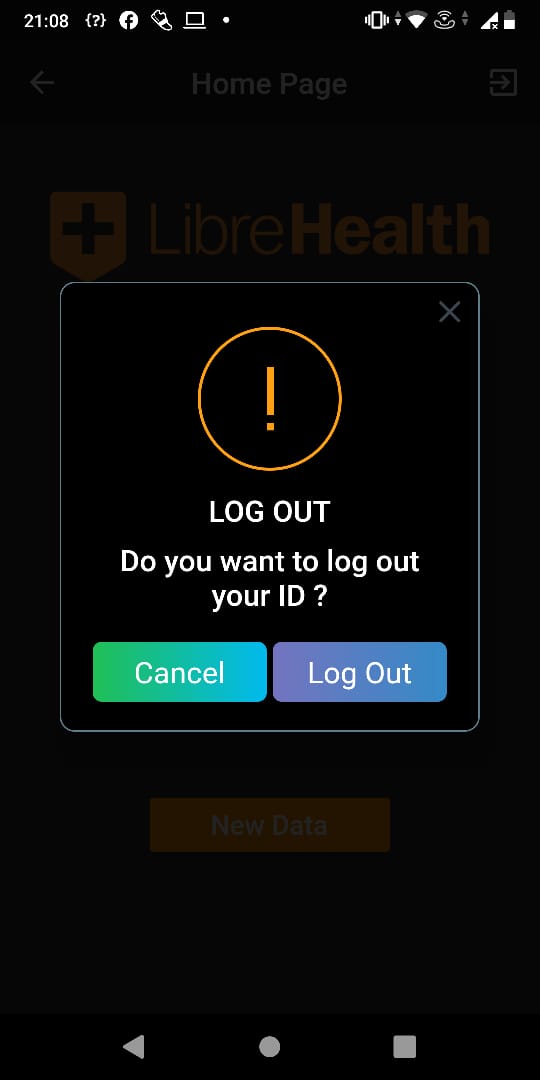 21:08 {?}
Home Page
LibreHealth
!
LOG OUT
Do you want to log out
your ID ?
Cancel Log Out
New Data